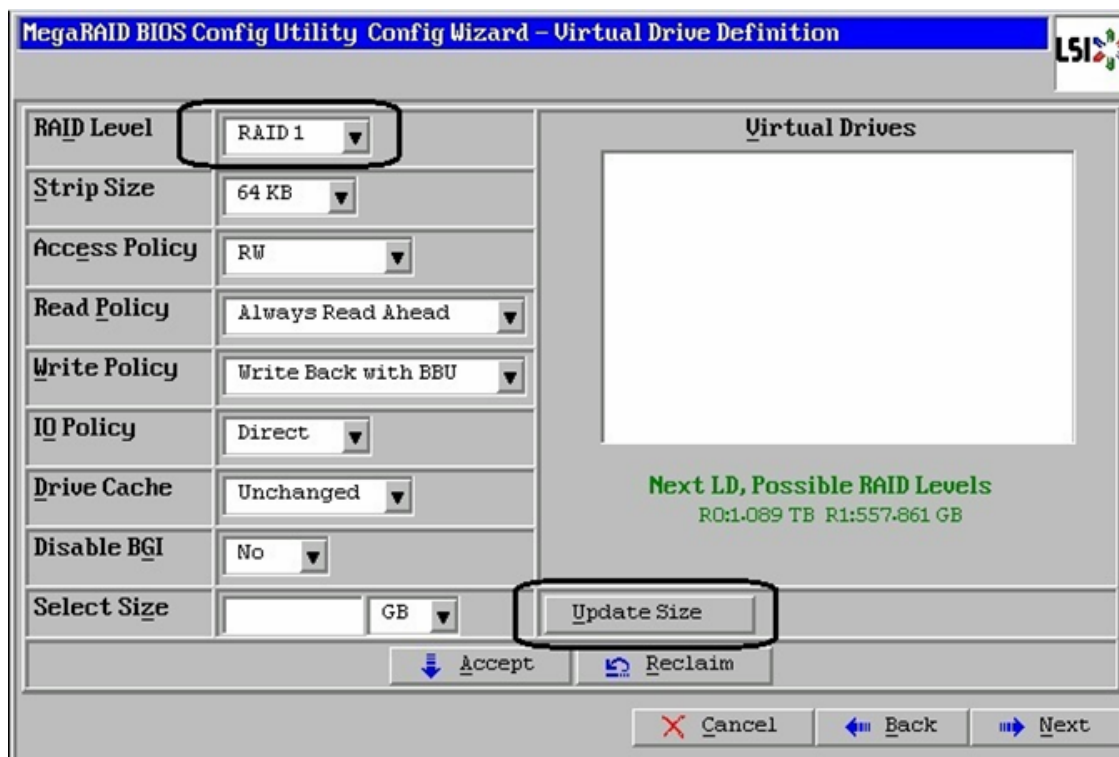 MegaRAID BIOS Config Utility Config Wizard – Virtual Drive Definition
LSI
RAID Level
RAID 1
Strip Size
64 KB
Access Policy
RW
Read Policy
Always Read Ahead
Write Policy
Write Back with BBU
IO Policy
Direct
Drive Cache
Unchanged
Disable BGI
No
Select Size
GB
Update Size
Virtual Drives
Next LD, Possible RAID Levels
R0:1.089 TB R1:557.861 GB
Accept
Reclaim
Cancel
Back
Next